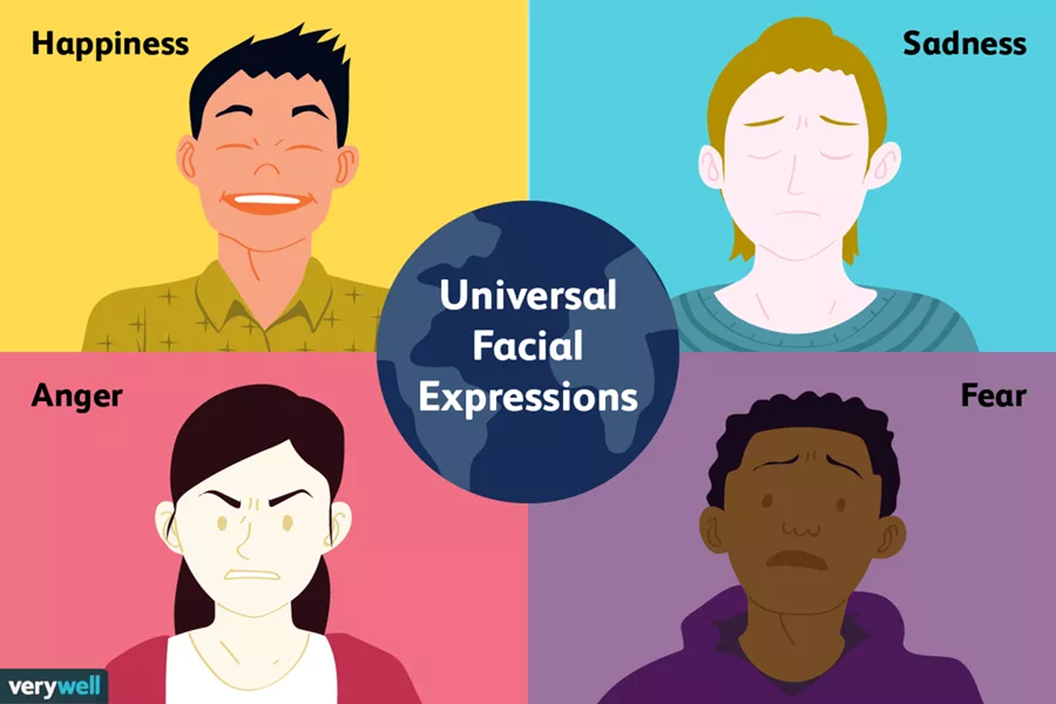 Happiness
Sadness
Universal
Facial
Expressions
Anger
Fear
verywell